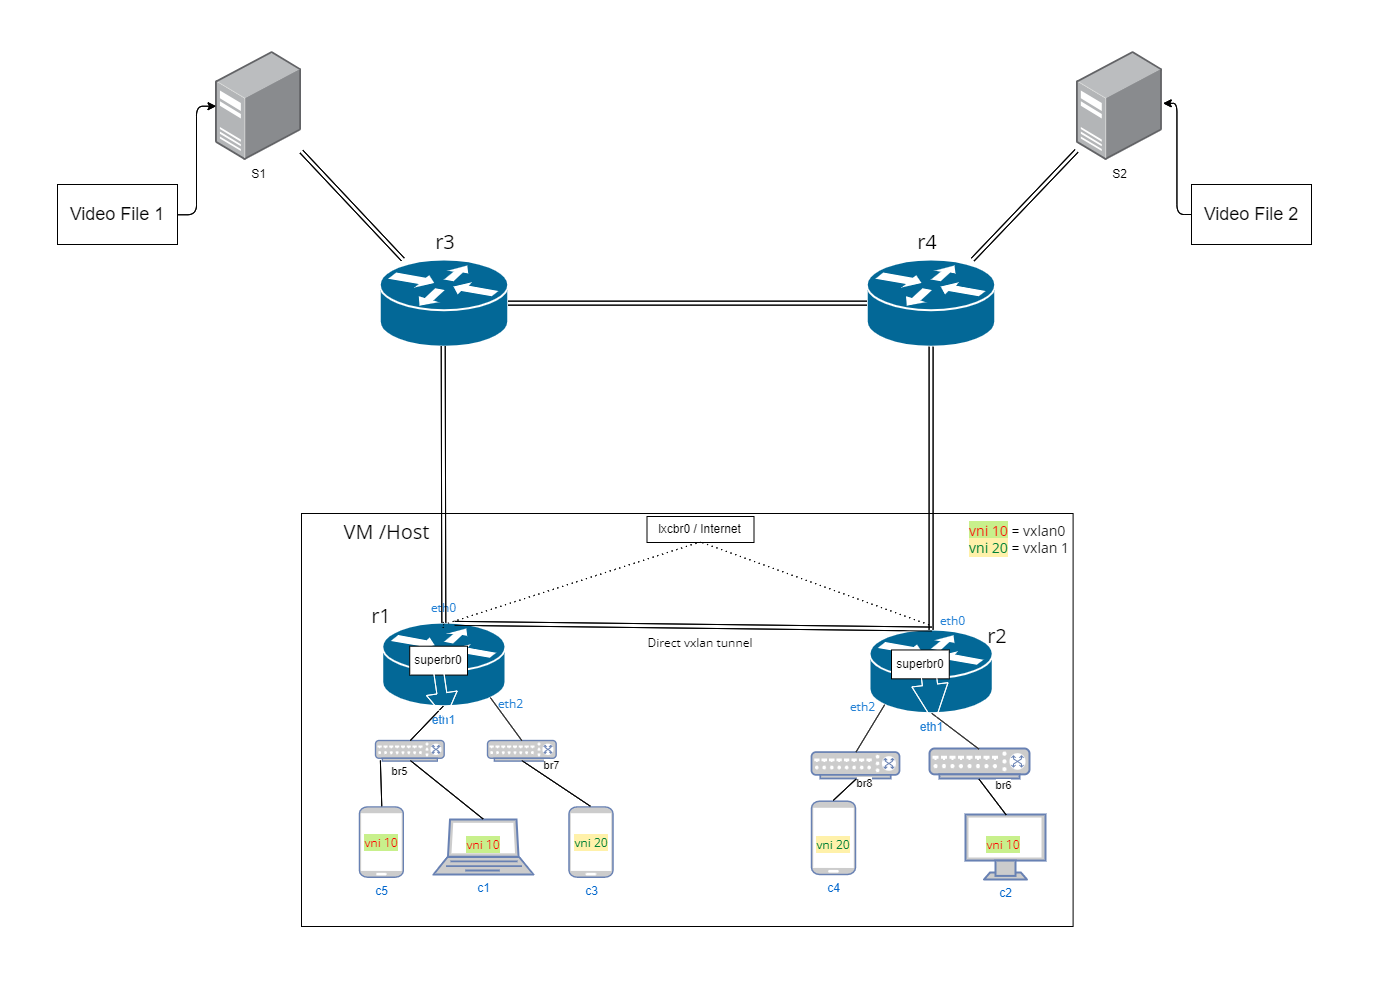 S1
S2
Video File 1
Video File 2
r3
r4
VM /Host
lxcbr0 / Internet
vni 10 = vxlan0
vni 20 = vxlan 1
eth0
r1
eth0
r2
Direct vxlan tunnel
superbr0
superbr0
eth2
eth1
eth2
eth1
br5
br7
br8
br6
vni 10
vni 10
vni 20
vni 20
vni 10
c5
c1
c3
c4
c2